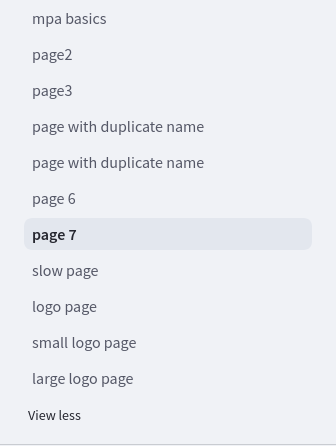 mpa basics
page2
page3
page with duplicate name
page with duplicate name
page 6
page 7
slow page
logo page
small logo page
large logo page
View less